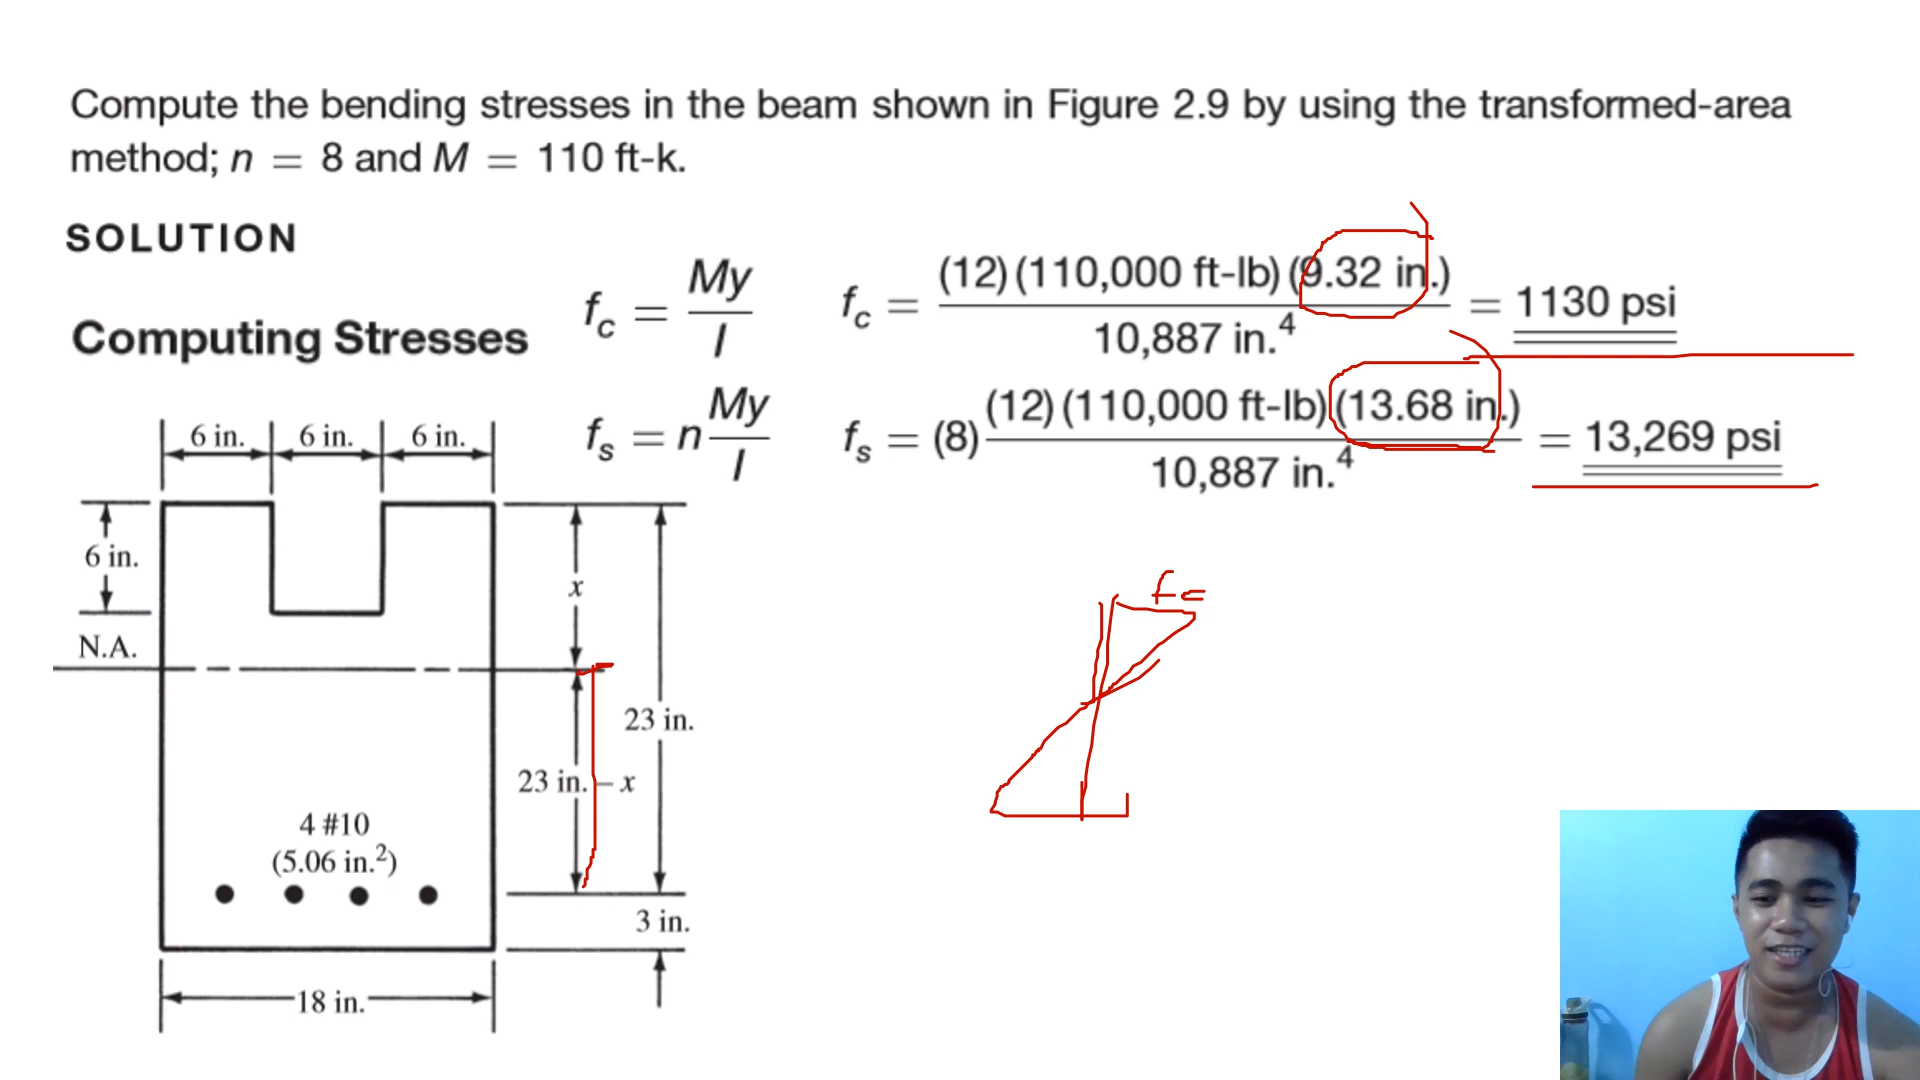 Compute the bending stresses in the beam shown in Figure 2.9 by using the transformed-area
method; n = 8 and M = 110 ft-k.
SOLUTION
Computing Stresses
f_c = My / I
f_c = (12)(110,000 ft-lb)(9.32 in.) / 10,887 in.⁴ = 1130 psi
f_s = n My / I
f_s = (8) (12)(110,000 ft-lb)(13.68 in.) / 10,887 in.⁴ = 13,269 psi
6 in.
6 in.
6 in.
6 in.
x
N.A.
23 in.
23 in. – x
4 #10
(5.06 in.²)
3 in.
18 in.
fc